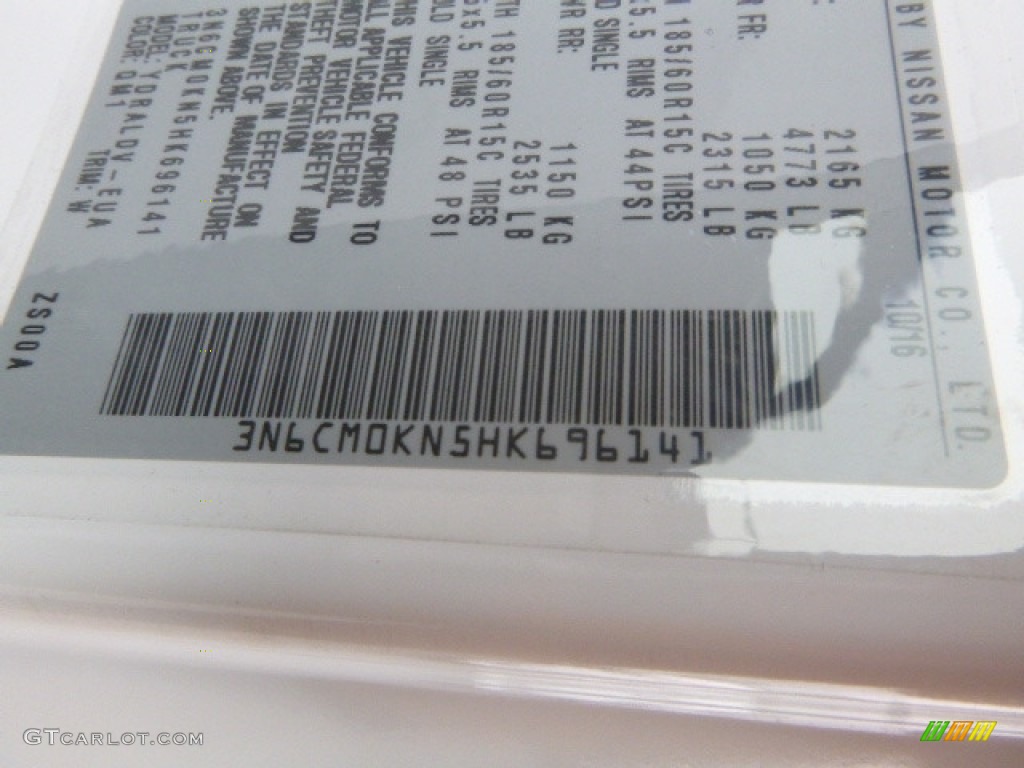 BY NISSAN MOTOR CO., LTD.
10/16
2165 KG
4773 LB
FR:
1050 KG
2315 LB
185/60R15C TIRES
5.5 RIMS AT 44PSI
SINGLE
RR:
1150 KG
2535 LB
185/60R15C TIRES
5.5 RIMS AT 48 PSI
SINGLE
VEHICLE CONFORMS TO
ALL APPLICABLE FEDERAL
MOTOR VEHICLE SAFETY AND
THEFT PREVENTION
STANDARDS IN EFFECT ON
THE DATE OF MANUFACTURE
SHOWN ABOVE.
3N6CM0KN5HK696141
TRUCK
MODEL: YDRALDV-EUA
COLOR: QM1 TRIM: W
ZS00A
3N6CM0KN5HK696141
GTCARLOT.COM